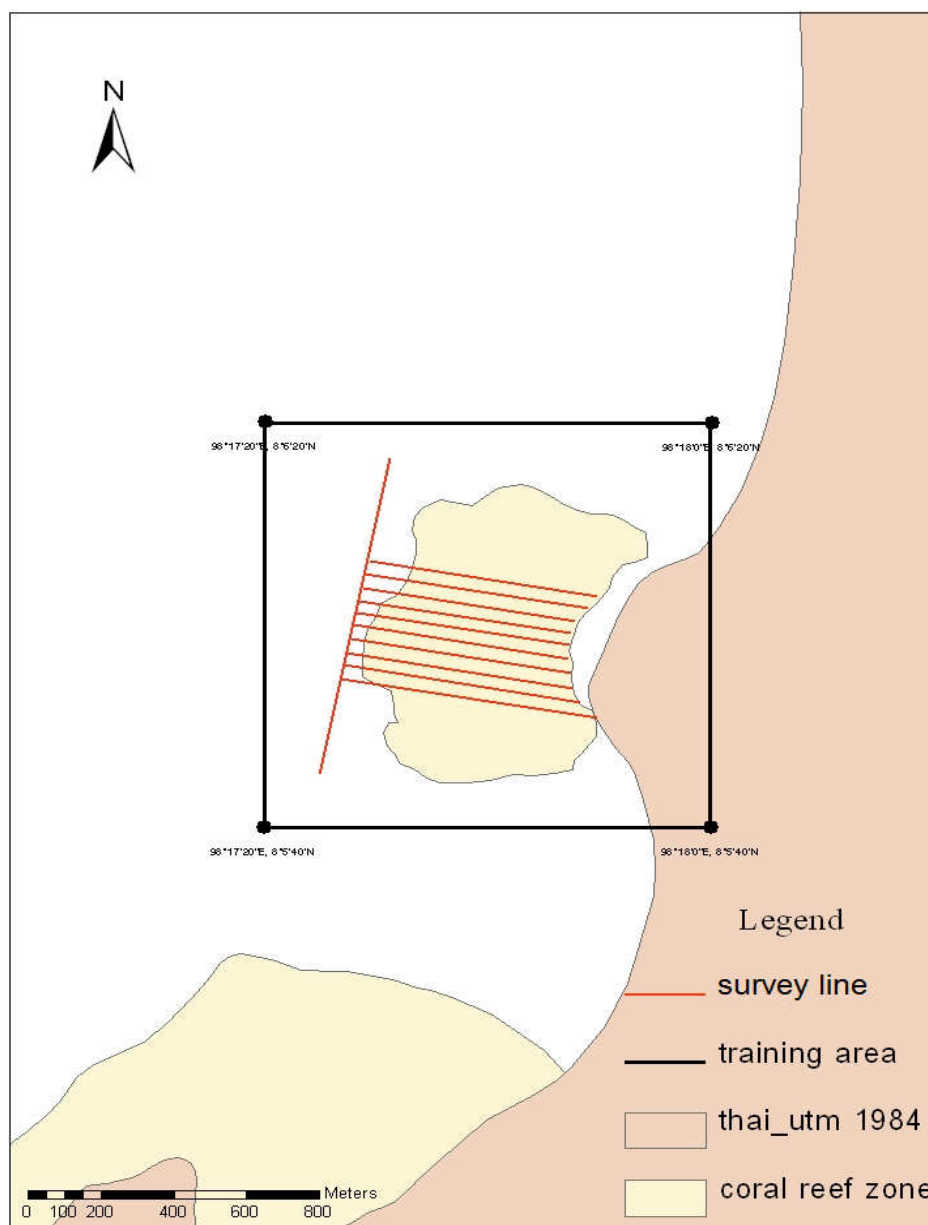 N
98°17'20"E, 8°5'20"N
98°18'0"E, 8°5'20"N
98°17'20"E, 8°5'40"N
98°18'0"E, 8°5'40"N
Legend
survey line
training area
thai_utm 1984
coral reef zone
Meters
0 100 200 400 600 800